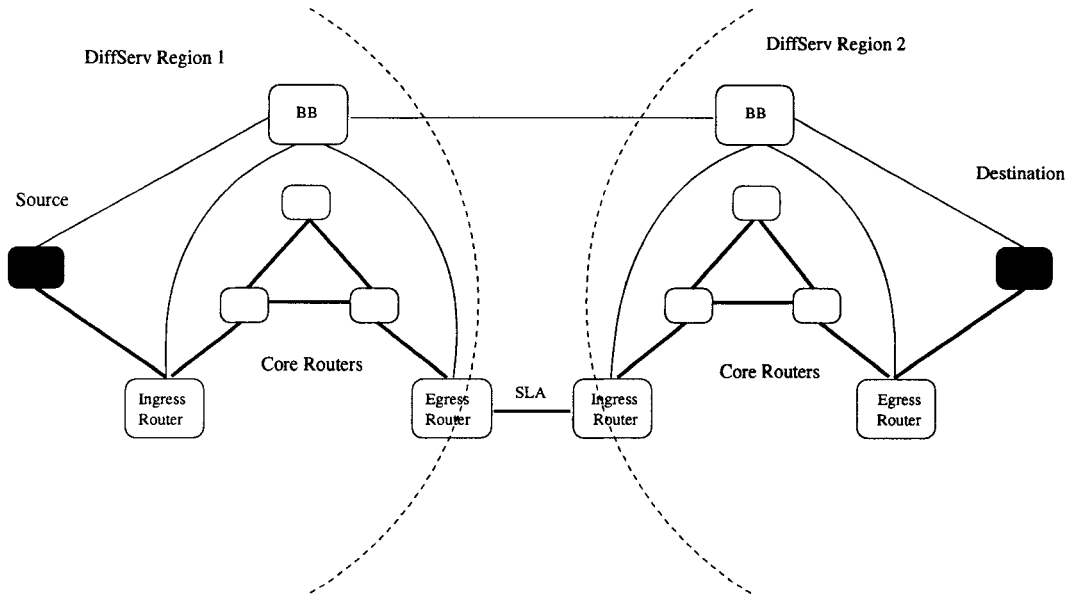 DiffServ Region 1
DiffServ Region 2
BB
BB
Source
Destination
Core Routers
Core Routers
Ingress
Router
Egress
Router
SLA
Ingress
Router
Egress
Router